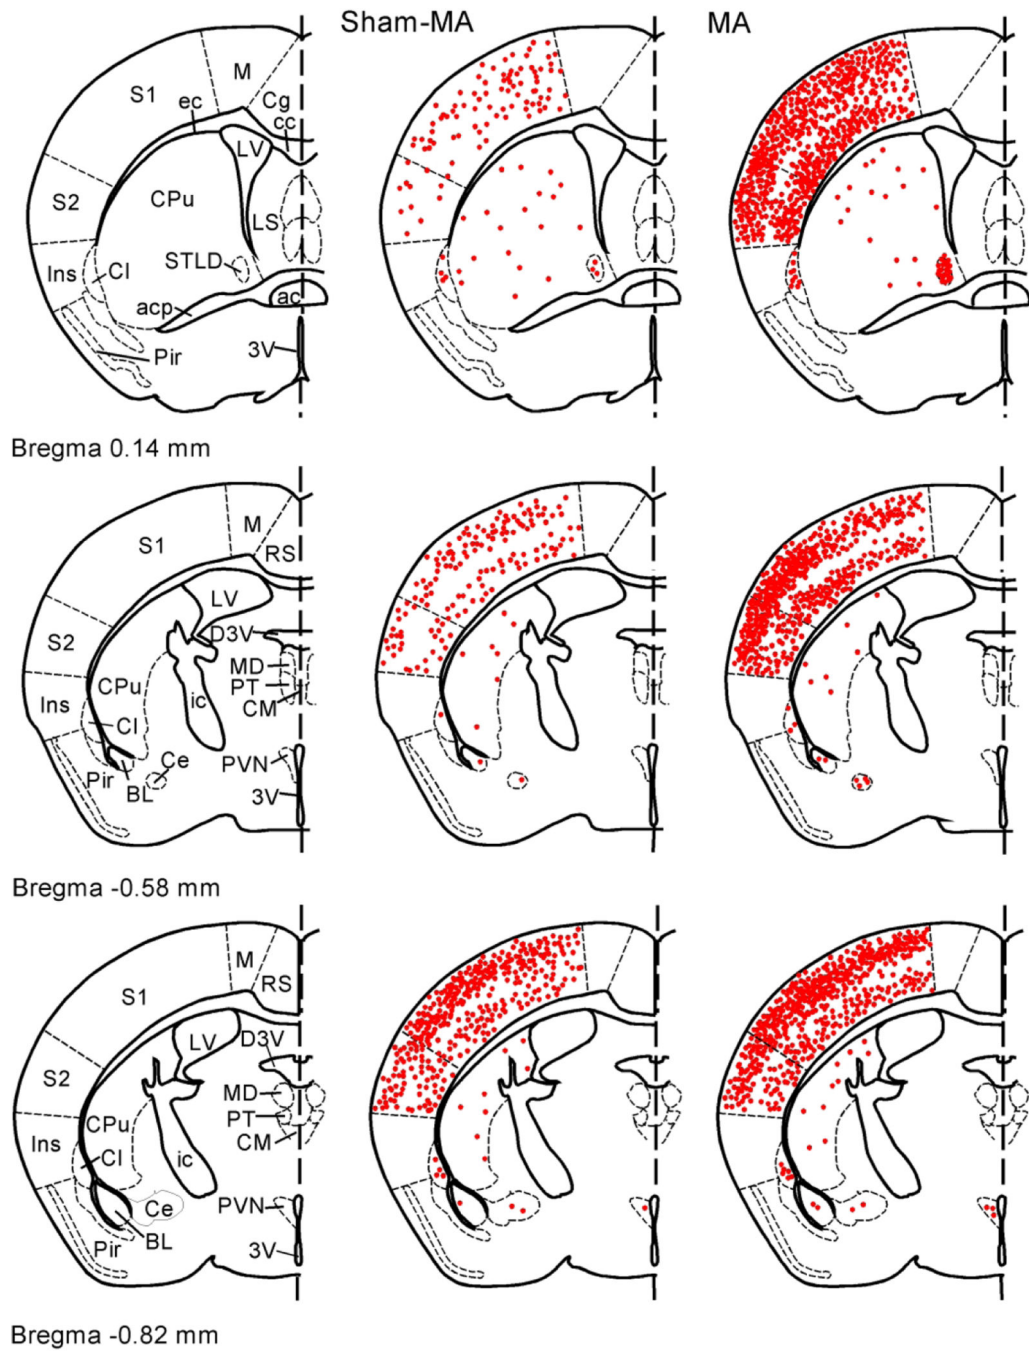 Sham-MA MA
M
S1
ec
Cg
cc
LV
S2
CPu
LS
STLD
Ins
Cl
acp
ac
Pir
3V
Bregma 0.14 mm
M
S1
RS
LV
S2
D3V
MD
CPu
PT
Ins
ic
CM
Cl
PVN
Ce
Pir
BL
3V
Bregma -0.58 mm
M
S1
RS
LV
D3V
S2
MD
PT
CPu
CM
Ins
Cl
ic
Ce
PVN
BL
Pir
3V
Bregma -0.82 mm